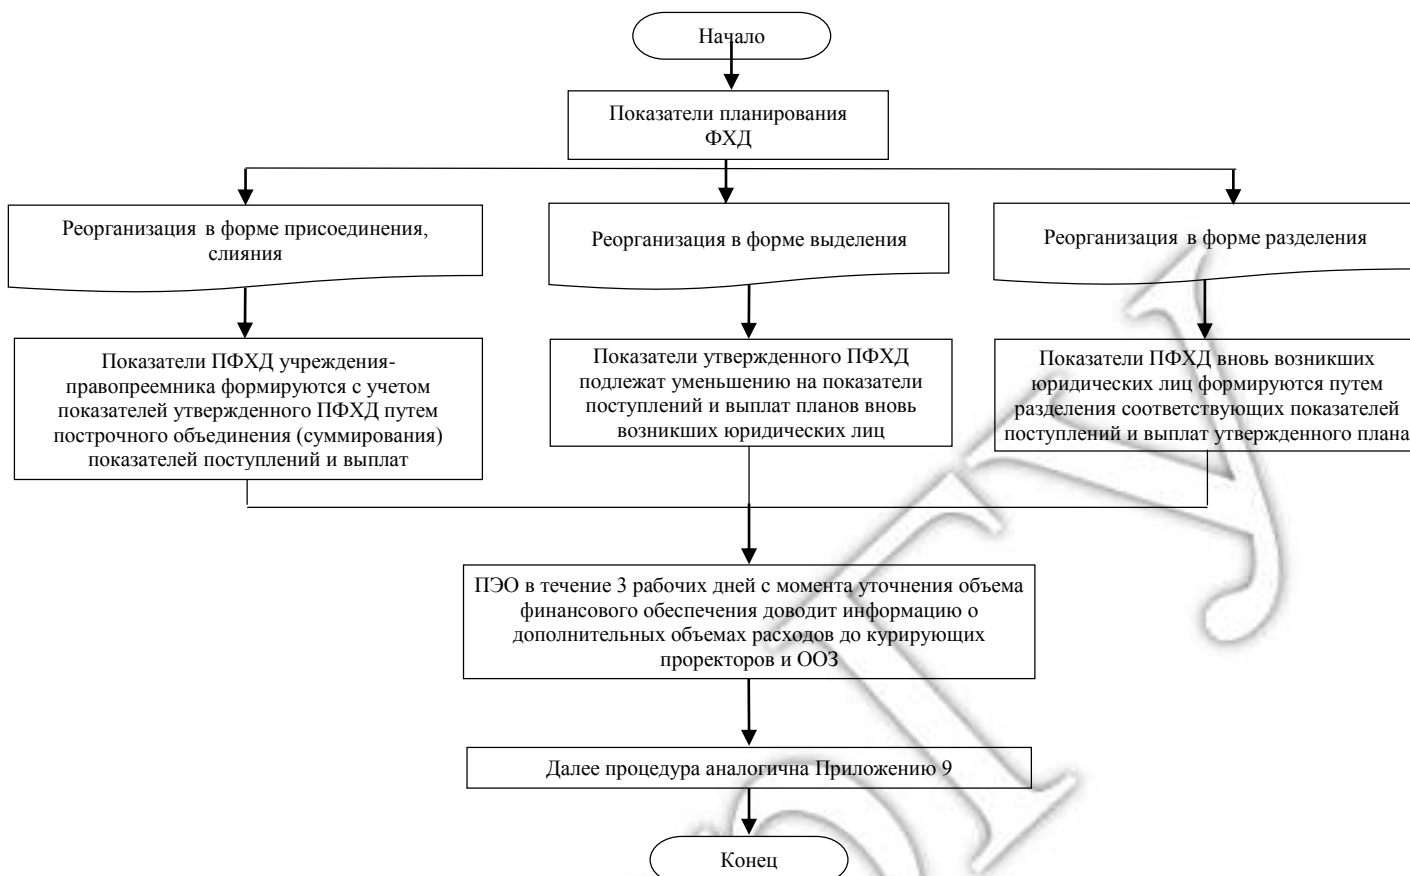 Начало
Показатели планирования
ФХД
Реорганизация в форме присоединения,
слияния
Реорганизация в форме выделения
Реорганизация в форме разделения
Показатели ПФХД учреждения-
правопреемника формируются с учетом
показателей утвержденного ПФХД путем
построчного объединения (суммирования)
показателей поступлений и выплат
Показатели утвержденного ПФХД
подлежат уменьшению на показатели
поступлений и выплат планов вновь
возникших юридических лиц
Показатели ПФХД вновь возникших
юридических лиц формируются путем
разделения соответствующих показателей
поступлений и выплат утвержденного плана
ПЭО в течение 3 рабочих дней с момента уточнения объема
финансового обеспечения доводит информацию о
дополнительных объемах расходов до курирующих
проректоров и ООЗ
Далее процедура аналогична Приложению 9
Конец